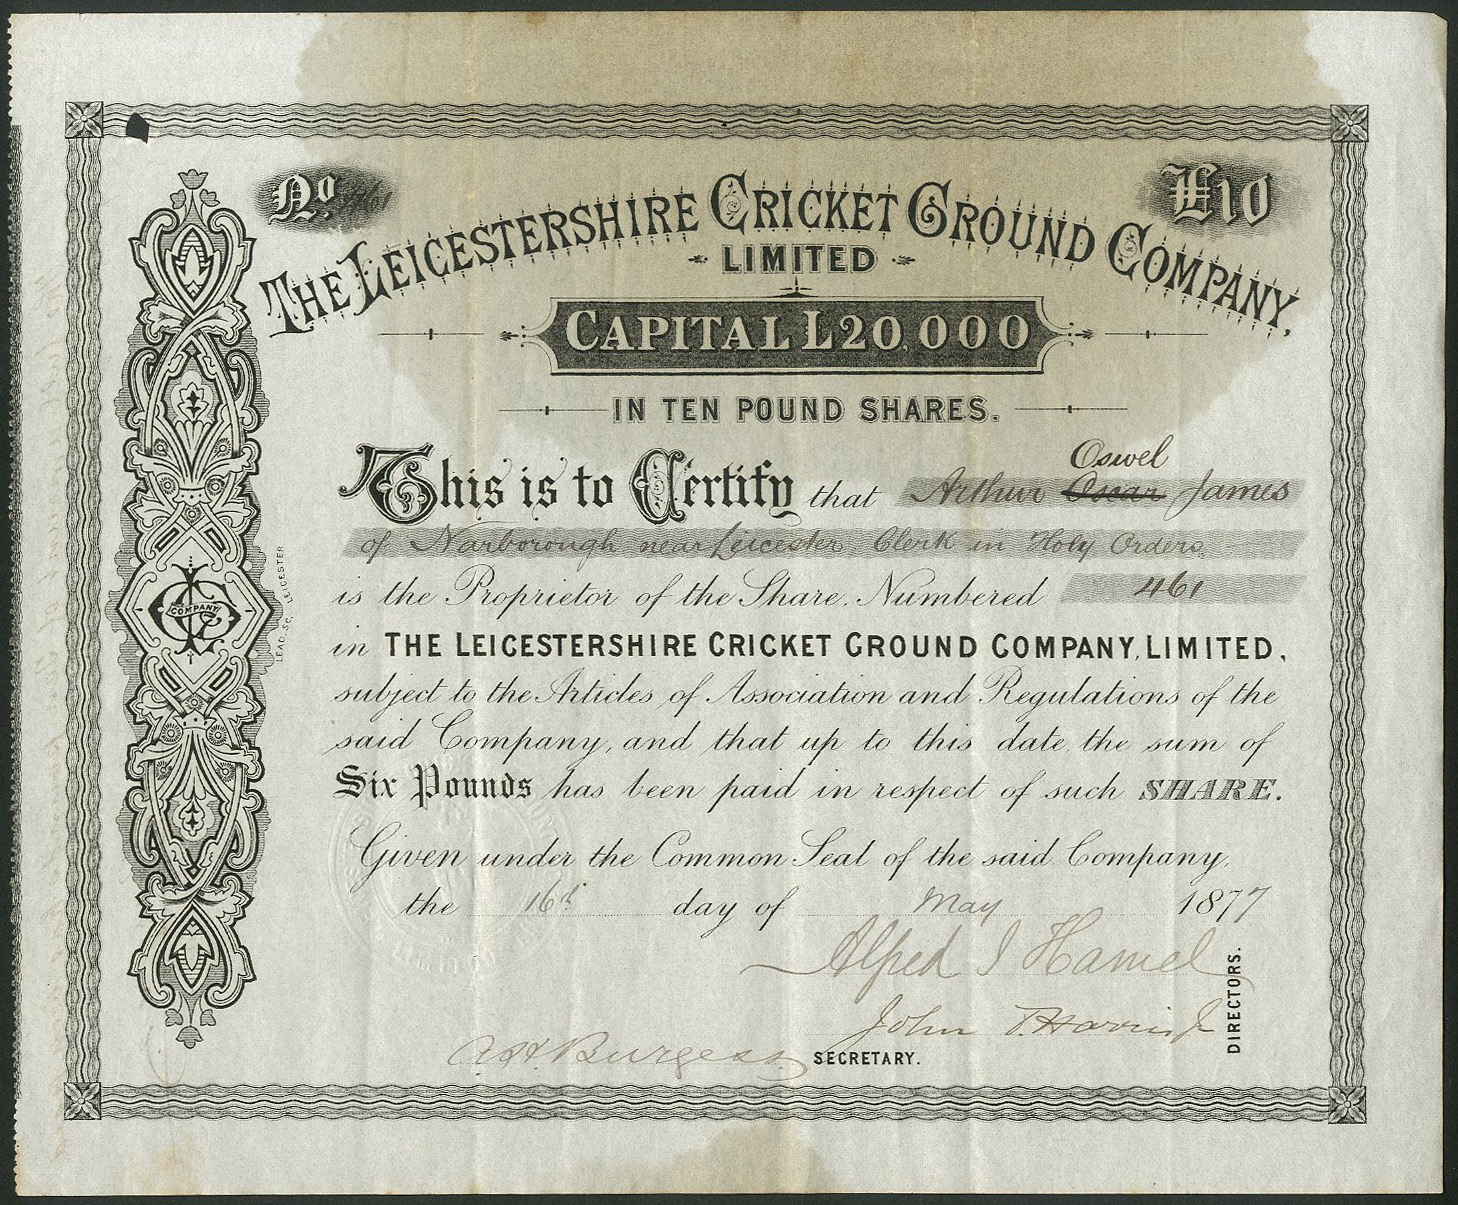 No. 461
£10
THE LEICESTERSHIRE CRICKET GROUND COMPANY,
LIMITED
CAPITAL L20,000
IN TEN POUND SHARES.
Oswel
This is to Certify that Arthur Oscar James
of Narborough near Leicester, Clerk in Holy Orders,
is the Proprietor of the Share, Numbered 461
in THE LEICESTERSHIRE CRICKET GROUND COMPANY, LIMITED,
subject to the Articles of Association and Regulations of the
said Company, and that up to this date the sum of
Six Pounds has been paid in respect of such SHARE.
Given under the Common Seal of the said Company,
the 16th day of May 1877
Alfred J Hamel
John T. Harris Jr
DIRECTORS.
A H Burgess SECRETARY.
COMPANY
LEAD. SC. LEICESTER